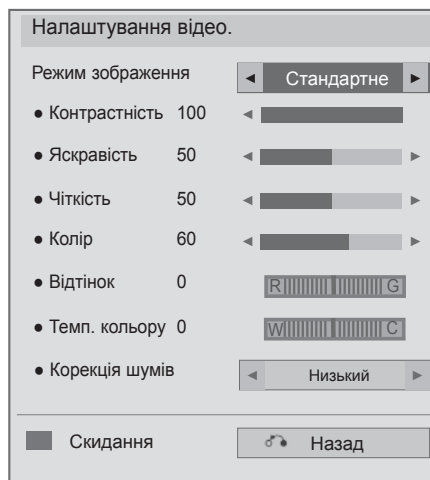 Налаштування відео.
Режим зображення ◄ Стандартне ►
● Контрастність 100 ◄
● Яскравість 50 ◄ ►
● Чіткість 50 ◄ ►
● Колір 60 ◄ ►
● Відтінок 0 R G
● Темп. кольору 0 W C
● Корекція шумів ◄ Низький ►
Скидання Назад